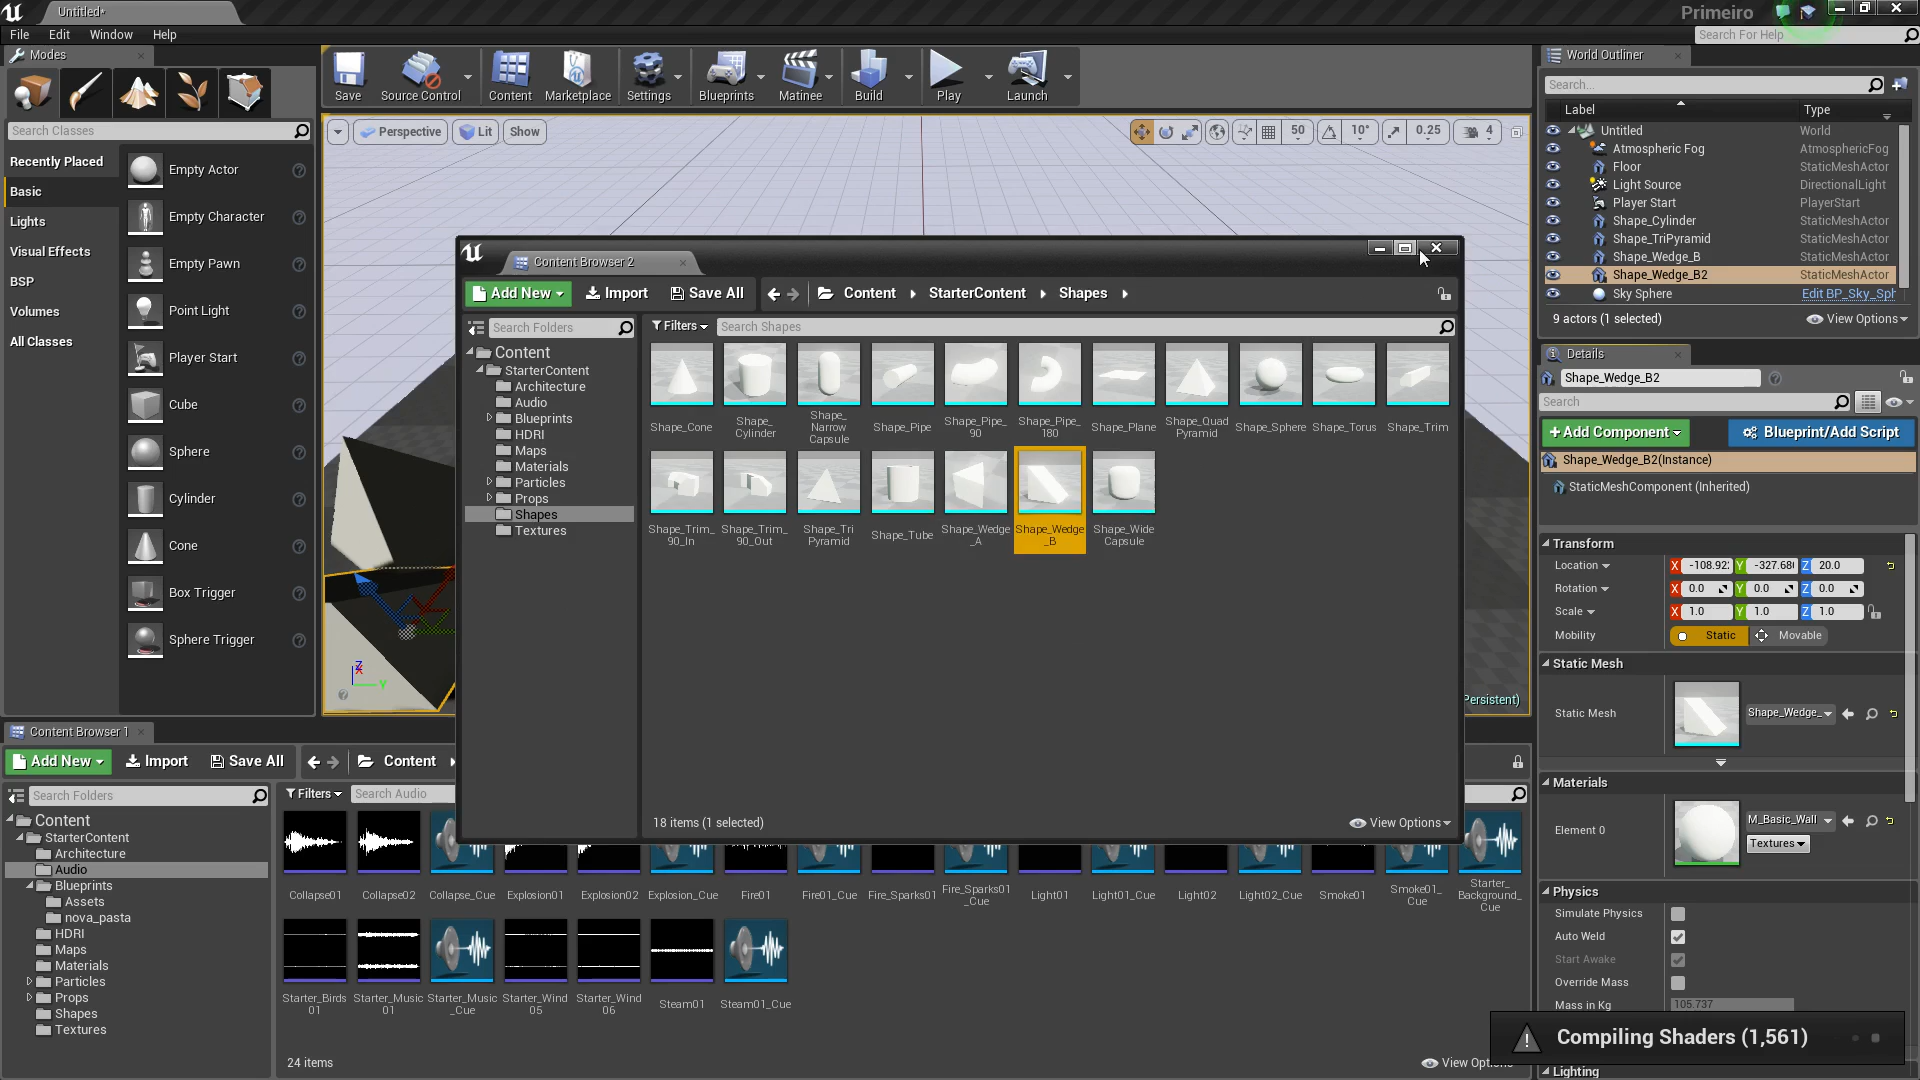 Untitled*
Primeiro
File Edit Window Help
Search For Help
Modes
Search Classes
Recently Placed
Basic
Lights
Visual Effects
BSP
Volumes
All Classes
Empty Actor
Empty Character
Empty Pawn
Point Light
Player Start
Cube
Sphere
Cylinder
Cone
Box Trigger
Sphere Trigger
Save
Source Control
Content
Marketplace
Settings
Blueprints
Matinee
Build
Play
Launch
Perspective
Lit
Show
50
10°
0.25
4
Z
X
Y
Persistent)
Content Browser 2
Add New
Import
Save All
Content
StarterContent
Shapes
Search Folders
Filters
Search Shapes
Content
StarterContent
Architecture
Audio
Blueprints
HDRI
Maps
Materials
Particles
Props
Shapes
Textures
Shape_Cone
Shape_
Cylinder
Shape_
Narrow
Capsule
Shape_Pipe
Shape_Pipe_
90
Shape_Pipe_
180
Shape_Plane
Shape_Quad
Pyramid
Shape_Sphere
Shape_Torus
Shape_Trim
Shape_Trim_
90_In
Shape_Trim_
90_Out
Shape_Tri
Pyramid
Shape_Tube
Shape_Wedge
_A
Shape_Wedge
_B
Shape_Wide
Capsule
18 items (1 selected)
View Options
Content Browser 1
Add New
Import
Save All
Content
Search Folders
Filters
Search Audio
Content
StarterContent
Architecture
Audio
Blueprints
Assets
nova_pasta
HDRI
Maps
Materials
Particles
Props
Shapes
Textures
Collapse01
Collapse02
Collapse_Cue
Explosion01
Explosion02
Explosion_Cue
Fire01
Fire01_Cue
Fire_Sparks01
Fire_Sparks01
_Cue
Light01
Light01_Cue
Light02
Light02_Cue
Smoke01
Smoke01_
Cue
Starter_
Background_
Cue
Starter_Birds
01
Starter_Music
01
Starter_Music
_Cue
Starter_Wind
05
Starter_Wind
06
Steam01
Steam01_Cue
24 items
View Opti
World Outliner
Search...
Label Type
Untitled World
Atmospheric Fog AtmosphericFog
Floor StaticMeshActor
Light Source DirectionalLight
Player Start PlayerStart
Shape_Cylinder StaticMeshActor
Shape_TriPyramid StaticMeshActor
Shape_Wedge_B StaticMeshActor
Shape_Wedge_B2 StaticMeshActor
Sky Sphere Edit BP_Sky_Sph
9 actors (1 selected)
View Options
Details
Shape_Wedge_B2
Search
+Add Component
Blueprint/Add Script
Shape_Wedge_B2(Instance)
StaticMeshComponent (Inherited)
Transform
Location X -108.92 Y -327.68 Z 20.0
Rotation X 0.0 Y 0.0 Z 0.0
Scale X 1.0 Y 1.0 Z 1.0
Mobility Static Movable
Static Mesh
Static Mesh Shape_Wedge_
Materials
Element 0 M_Basic_Wall
Textures
Physics
Simulate Physics
Auto Weld
Start Awake
Override Mass
Mass in Kg 105.737
Compiling Shaders (1,561)
Lighting